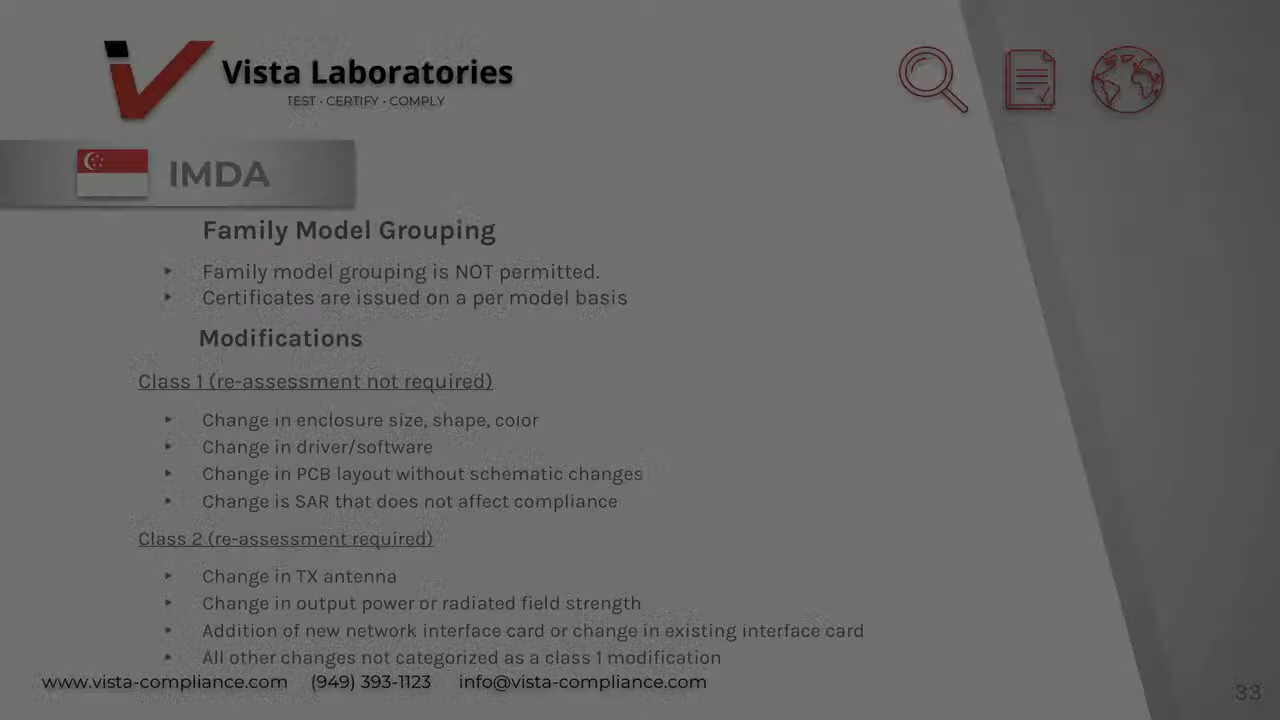 Vista Laboratories
TEST · CERTIFY · COMPLY
IMDA
Family Model Grouping
‣ Family model grouping is NOT permitted.
‣ Certificates are issued on a per model basis
Modifications
Class 1 (re-assessment not required)
‣ Change in enclosure size, shape, color
‣ Change in driver/software
‣ Change in PCB layout without schematic changes
‣ Change is SAR that does not affect compliance
Class 2 (re-assessment required)
‣ Change in TX antenna
‣ Change in output power or radiated field strength
‣ Addition of new network interface card or change in existing interface card
‣ All other changes not categorized as a class 1 modification
www.vista-compliance.com (949) 393-1123 info@vista-compliance.com
33